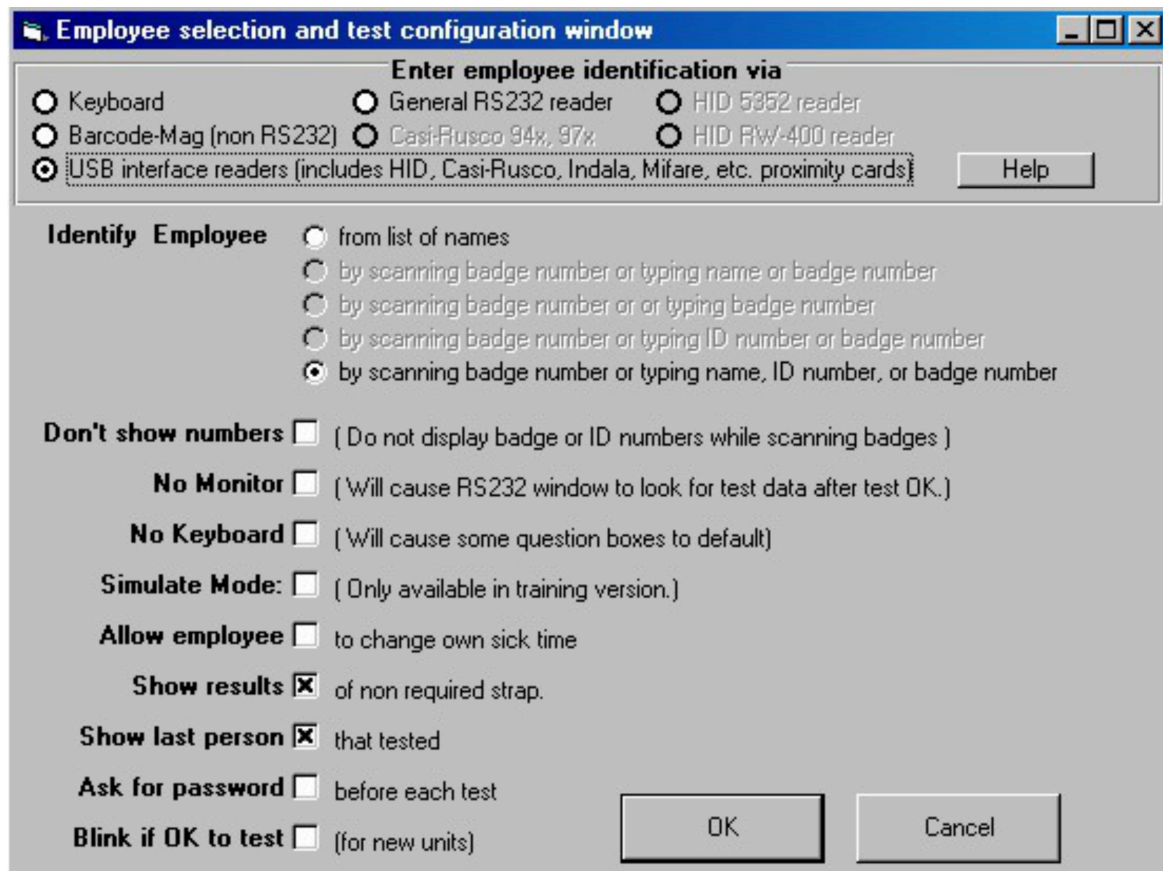 Employee selection and test configuration window
Enter employee identification via
Keyboard General RS232 reader HID 5352 reader
Barcode-Mag (non RS232) Casi-Rusco 94x, 97x HID RW-400 reader
USB interface readers (includes HID, Casi-Rusco, Indala, Mifare, etc. proximity cards) Help
Identify Employee from list of names
by scanning badge number or typing name or badge number
by scanning badge number or or typing badge number
by scanning badge number or typing ID number or badge number
by scanning badge number or typing name, ID number, or badge number
Don't show numbers ( Do not display badge or ID numbers while scanning badges )
No Monitor ( Will cause RS232 window to look for test data after test OK.)
No Keyboard ( Will cause some question boxes to default)
Simulate Mode: ( Only available in training version.)
Allow employee to change own sick time
Show results of non required strap.
Show last person that tested
Ask for password before each test
Blink if OK to test (for new units)
OK Cancel